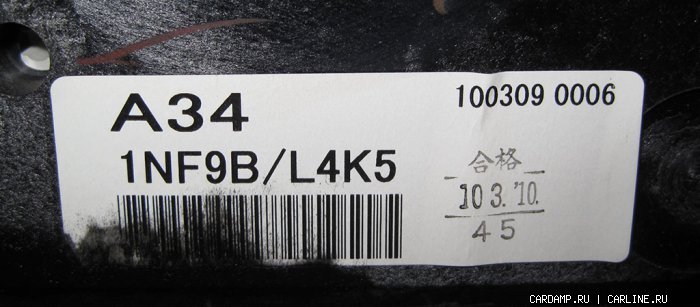 A34
100309 0006
1NF9B/L4K5
合格
10 3.'10.
45
CARDAMP.RU | CARLINE.RU